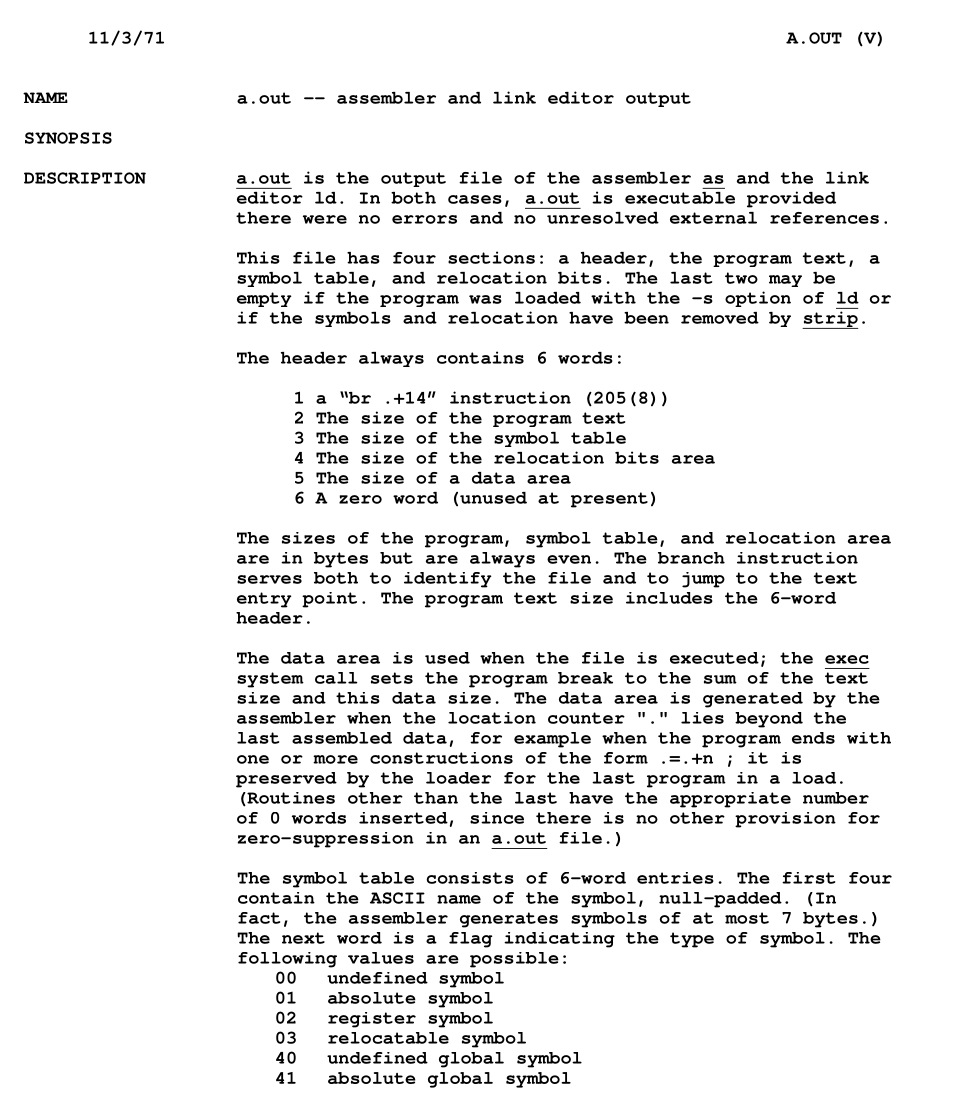 11/3/71 A.OUT (V)
NAME a.out -- assembler and link editor output
SYNOPSIS
DESCRIPTION a.out is the output file of the assembler as and the link
editor ld. In both cases, a.out is executable provided
there were no errors and no unresolved external references.
This file has four sections: a header, the program text, a
symbol table, and relocation bits. The last two may be
empty if the program was loaded with the -s option of ld or
if the symbols and relocation have been removed by strip.
The header always contains 6 words:
1 a “br .+14” instruction (205(8))
2 The size of the program text
3 The size of the symbol table
4 The size of the relocation bits area
5 The size of a data area
6 A zero word (unused at present)
The sizes of the program, symbol table, and relocation area
are in bytes but are always even. The branch instruction
serves both to identify the file and to jump to the text
entry point. The program text size includes the 6-word
header.
The data area is used when the file is executed; the exec
system call sets the program break to the sum of the text
size and this data size. The data area is generated by the
assembler when the location counter "." lies beyond the
last assembled data, for example when the program ends with
one or more constructions of the form .=.+n ; it is
preserved by the loader for the last program in a load.
(Routines other than the last have the appropriate number
of 0 words inserted, since there is no other provision for
zero-suppression in an a.out file.)
The symbol table consists of 6-word entries. The first four
contain the ASCII name of the symbol, null-padded. (In
fact, the assembler generates symbols of at most 7 bytes.)
The next word is a flag indicating the type of symbol. The
following values are possible:
00 undefined symbol
01 absolute symbol
02 register symbol
03 relocatable symbol
40 undefined global symbol
41 absolute global symbol